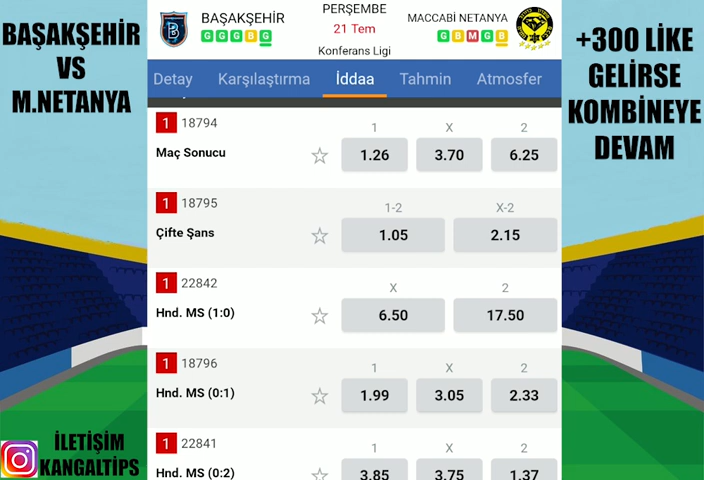 BAŞAKŞEHİR
VS
M.NETANYA
BAŞAKŞEHİR
G G G B G
PERŞEMBE
21 Tem
Konferans Ligi
MACCABİ NETANYA
G B M G B
+300 LİKE
GELİRSE
KOMBİNEYE
DEVAM
Detay Karşılaştırma İddaa Tahmin Atmosfer
1 18794
Maç Sonucu
1 X 2
1.26 3.70 6.25
1 18795
Çifte Şans
1-2 X-2
1.05 2.15
1 22842
Hnd. MS (1:0)
X 2
6.50 17.50
1 18796
Hnd. MS (0:1)
1 X 2
1.99 3.05 2.33
1 22841
Hnd. MS (0:2)
1 X 2
3.85 3.75 1.37
İLETİŞİM
KANGALTIPS